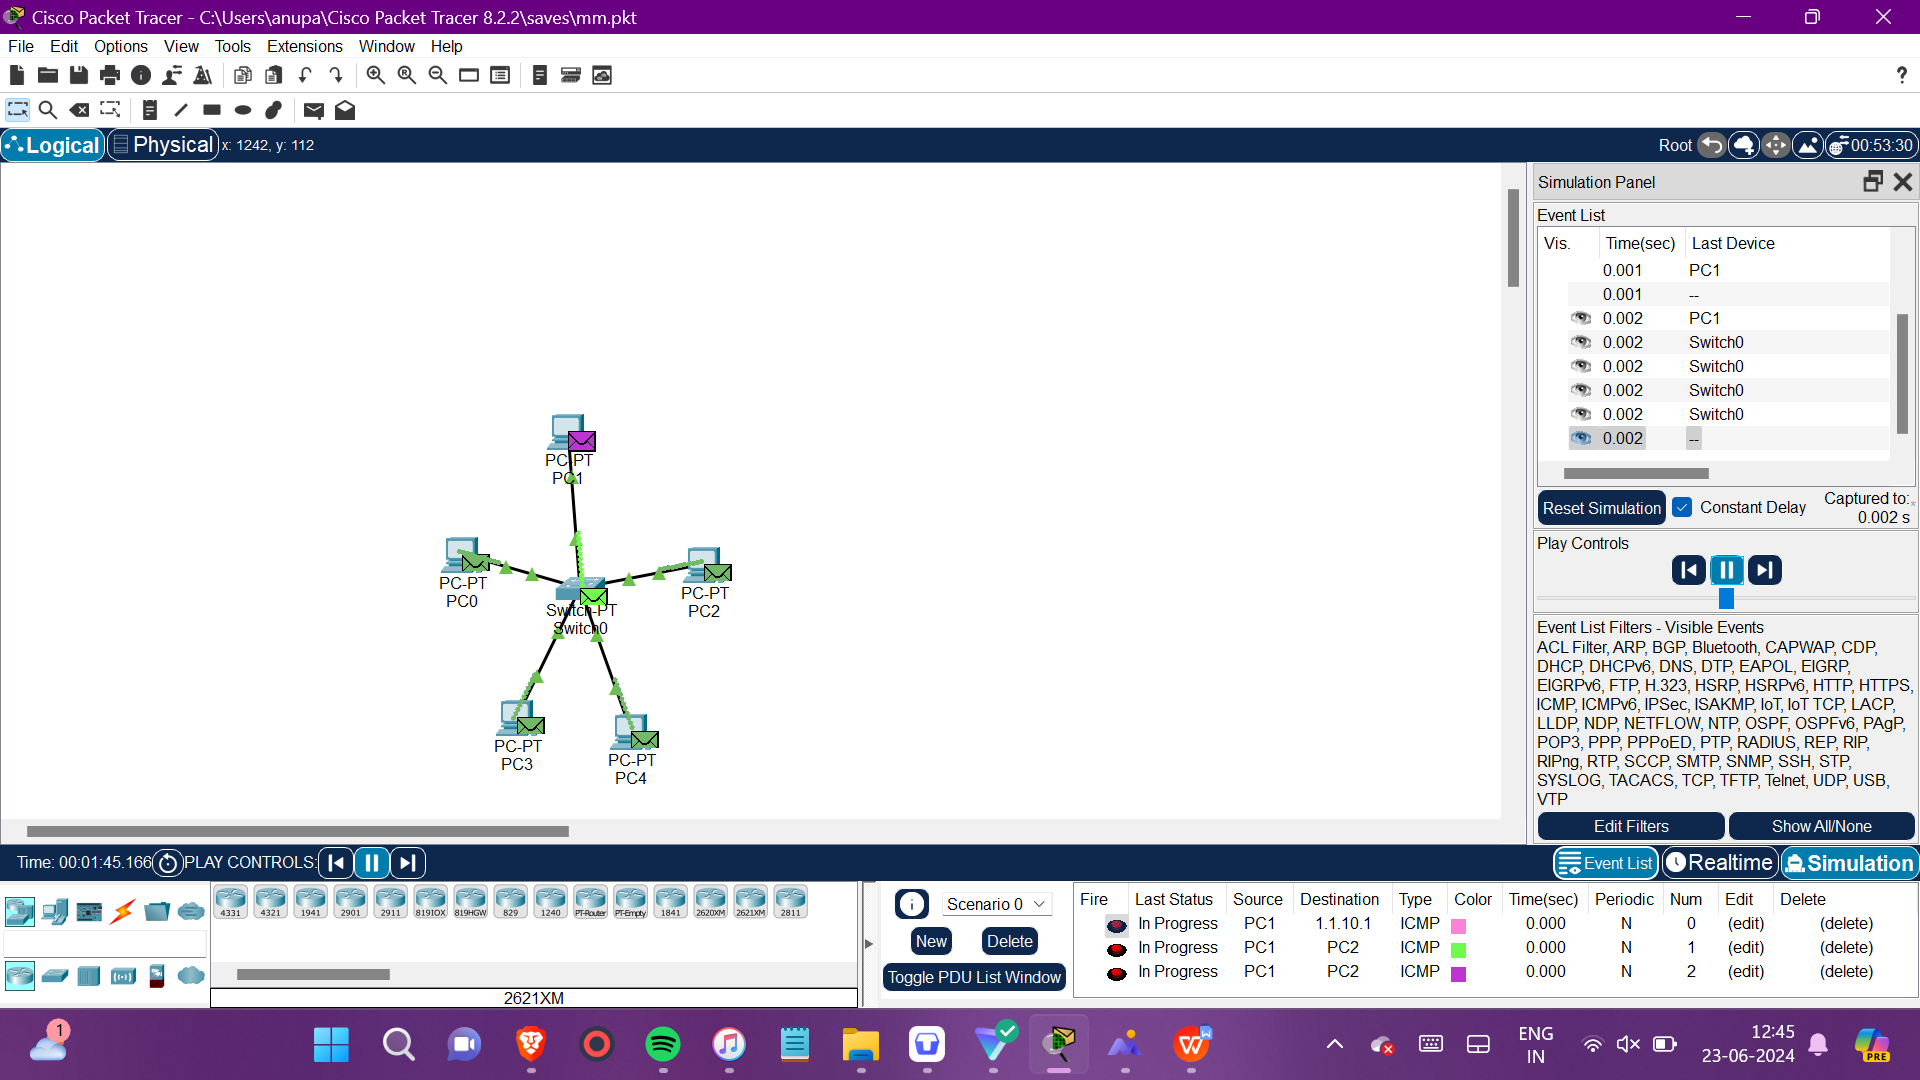 Cisco Packet Tracer - C:\Users\anupa\Cisco Packet Tracer 8.2.2\saves\mm.pkt
File Edit Options View Tools Extensions Window Help
?
Logical Physical x: 1242, y: 112 Root 00:53:30
Simulation Panel
Event List
Vis. Time(sec) Last Device
0.001 PC1
0.001 --
0.002 PC1
0.002 Switch0
0.002 Switch0
0.002 Switch0
0.002 Switch0
0.002 --
Reset Simulation Constant Delay Captured to:
0.002 s
Play Controls
Event List Filters - Visible Events
ACL Filter, ARP, BGP, Bluetooth, CAPWAP, CDP,
DHCP, DHCPv6, DNS, DTP, EAPOL, EIGRP,
EIGRPv6, FTP, H.323, HSRP, HSRPv6, HTTP, HTTPS,
ICMP, ICMPv6, IPSec, ISAKMP, IoT, IoT TCP, LACP,
LLDP, NDP, NETFLOW, NTP, OSPF, OSPFv6, PAgP,
POP3, PPP, PPPoED, PTP, RADIUS, REP, RIP,
RIPng, RTP, SCCP, SMTP, SNMP, SSH, STP,
SYSLOG, TACACS, TCP, TFTP, Telnet, UDP, USB,
VTP
Edit Filters Show All/None
PC-PT
PC1
PC-PT
PC0
PC-PT
PC2
Switch-PT
Switch0
PC-PT
PC3
PC-PT
PC4
Time: 00:01:45.166 PLAY CONTROLS: Event List Realtime Simulation
4331 4321 1941 2901 2911 819IOX 819HGW 829 1240 PT-Router PT-Empty 1841 2620XM 2621XM 2811
2621XM
Scenario 0
New Delete
Toggle PDU List Window
Fire Last Status Source Destination Type Color Time(sec) Periodic Num Edit Delete
In Progress PC1 1.1.10.1 ICMP 0.000 N 0 (edit) (delete)
In Progress PC1 PC2 ICMP 0.000 N 1 (edit) (delete)
In Progress PC1 PC2 ICMP 0.000 N 2 (edit) (delete)
1
W
ENG
IN
12:45
23-06-2024
PRE